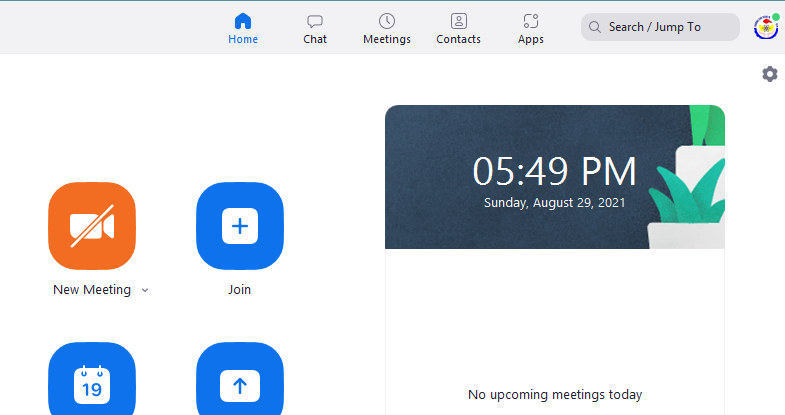 Home
Chat
Meetings
Contacts
Apps
Search / Jump To
05:49 PM
Sunday, August 29, 2021
New Meeting
Join
19
No upcoming meetings today